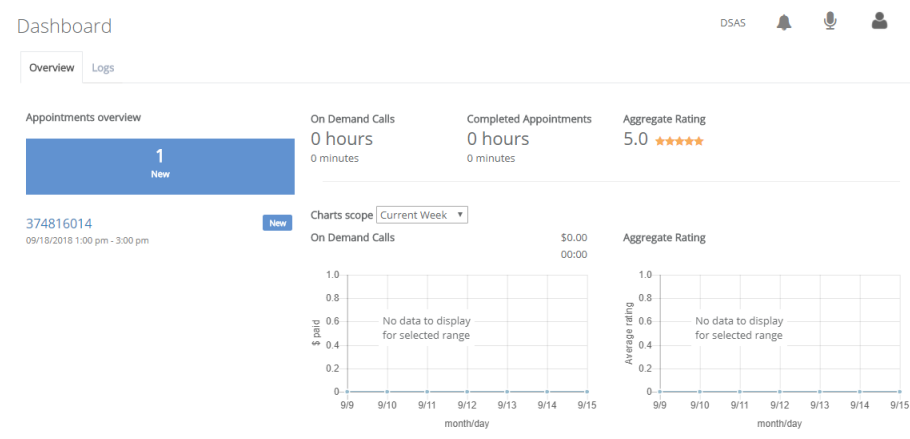 Dashboard
DSAS
Overview
Logs
Appointments overview
1
New
374816014
New
09/18/2018 1:00 pm - 3:00 pm
On Demand Calls
0 hours
0 minutes
Completed Appointments
0 hours
0 minutes
Aggregate Rating
5.0
Charts scope Current Week
On Demand Calls
$0.00
00:00
1.0
0.8
0.6
0.4
0.2
0
$ paid
No data to display
for selected range
9/9 9/10 9/11 9/12 9/13 9/14 9/15
month/day
Aggregate Rating
1.0
0.8
0.6
0.4
0.2
0
Average rating
No data to display
for selected range
9/9 9/10 9/11 9/12 9/13 9/14 9/15
month/day